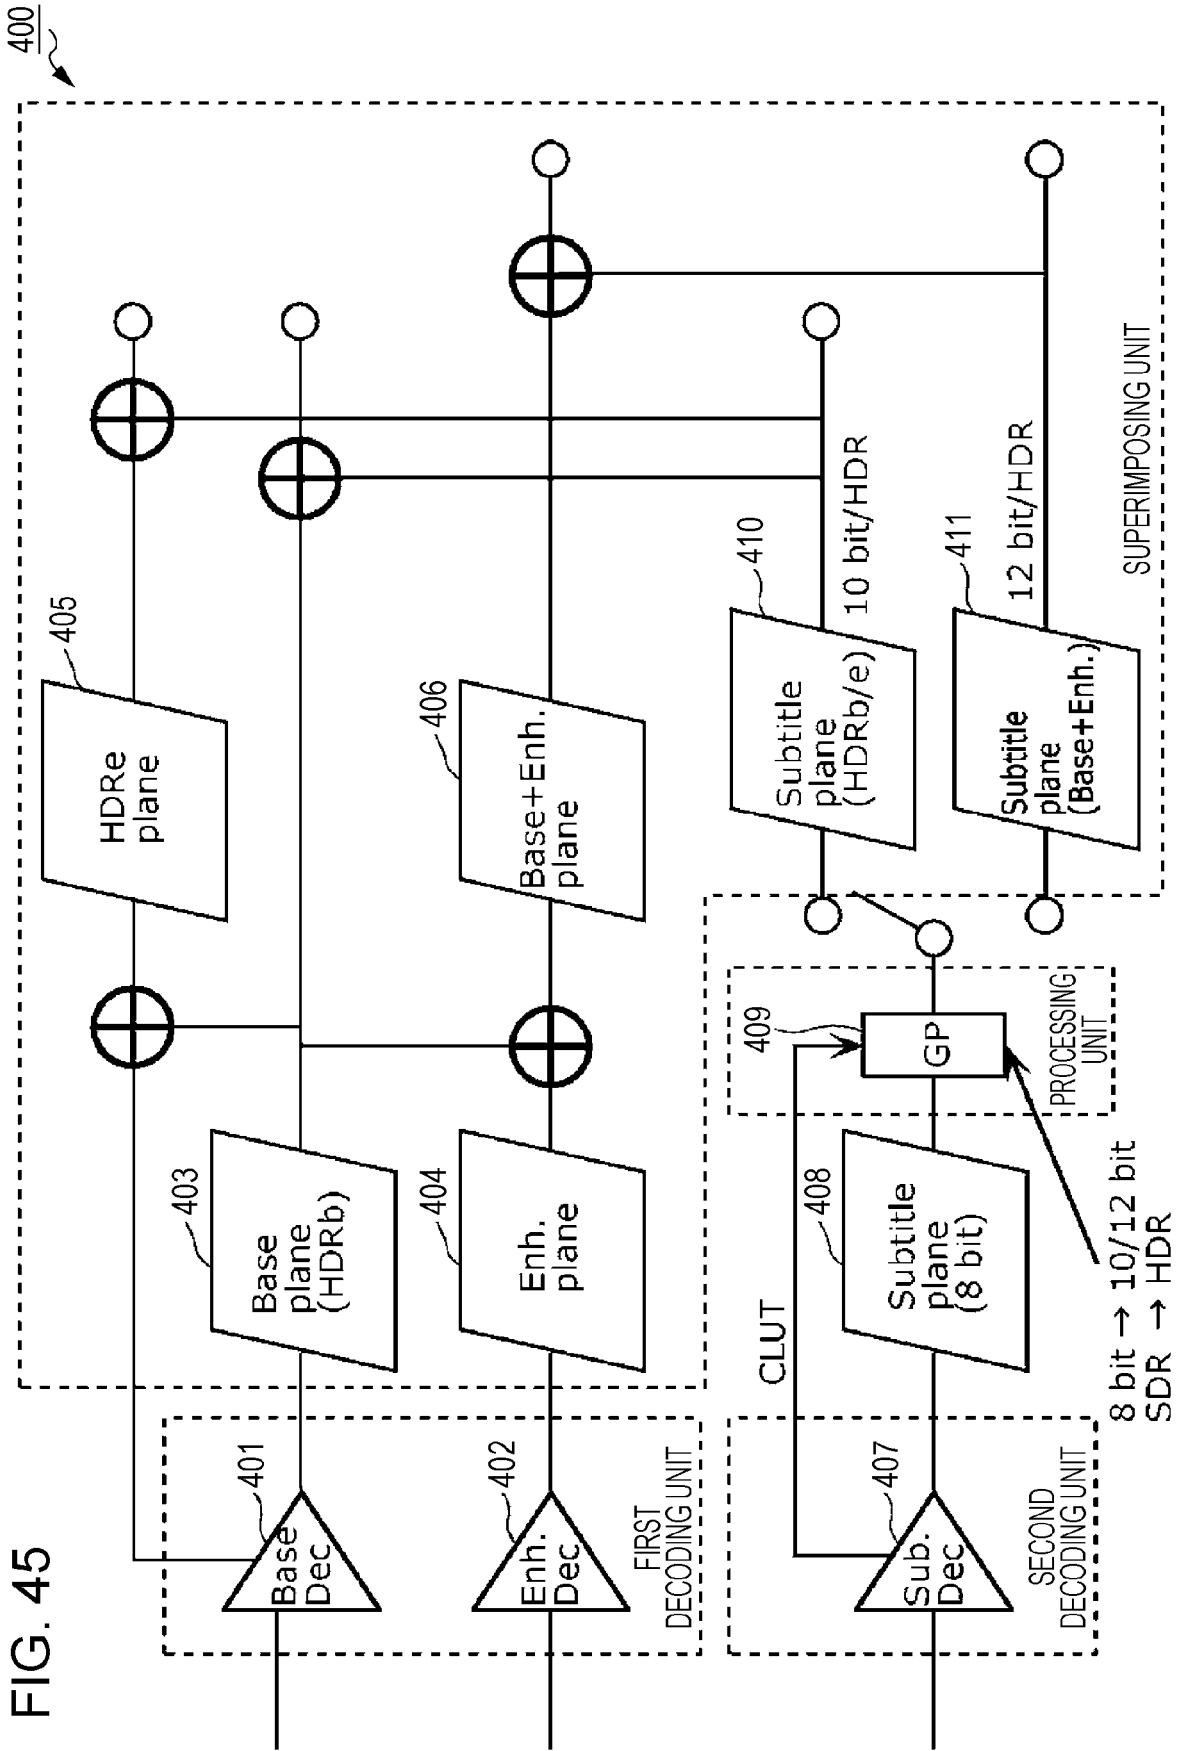 FIG. 45
400
401
Base
Dec
402
Enh.
Dec
FIRST
DECODING UNIT
403
Base
plane
(HDRb)
404
Enh.
plane
405
HDRe
plane
406
Base+Enh.
plane
407
Sub.
Dec
SECOND
DECODING UNIT
CLUT
408
Subtitle
plane
(8 bit)
409
GP
PROCESSING
UNIT
8 bit → 10/12 bit
SDR → HDR
410
Subtitle
plane
(HDRb/e)
10 bit/HDR
411
Subtitle
plane
(Base+Enh.)
12 bit/HDR
SUPERIMPOSING UNIT